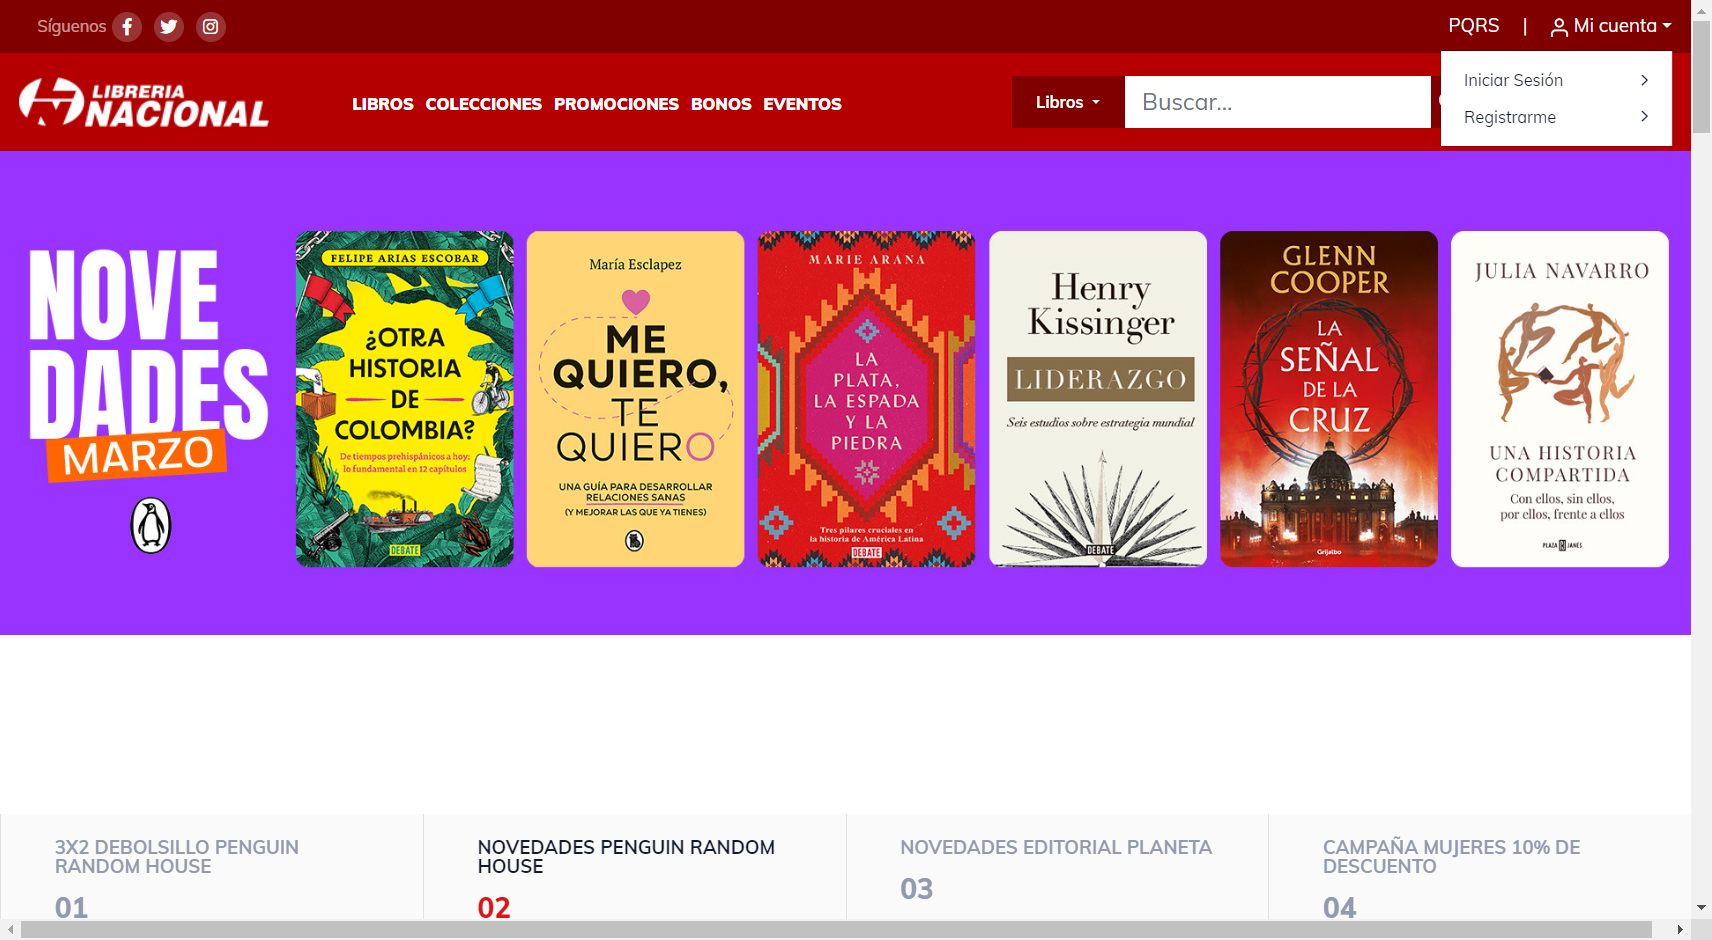 Síguenos
PQRS | Mi cuenta
Iniciar Sesión
Registrarme
LIBRERIA
NACIONAL
LIBROS COLECCIONES PROMOCIONES BONOS EVENTOS
Libros
Buscar...
NOVE
DADES
MARZO
FELIPE ARIAS ESCOBAR
¿OTRA
HISTORIA
DE
COLOMBIA?
De tiempos prehispánicos a hoy:
lo fundamental en 12 capítulos
DEBATE
María Esclapez
ME
QUIERO,
TE
QUIERO
UNA GUÍA PARA DESARROLLAR
RELACIONES SANAS
(Y MEJORAR LAS QUE YA TIENES)
MARIE ARANA
LA
PLATA,
LA ESPADA
Y LA
PIEDRA
Tres pilares cruciales en
la historia de América Latina
DEBATE
Henry
Kissinger
LIDERAZGO
Seis estudios sobre estrategia mundial
DEBATE
GLENN
COOPER
LA
SEÑAL
DE LA
CRUZ
Grijalbo
JULIA NAVARRO
UNA HISTORIA
COMPARTIDA
Con ellos, sin ellos,
por ellos, frente a ellos
PLAZA JANES
3X2 DEBOLSILLO PENGUIN
RANDOM HOUSE
01
NOVEDADES PENGUIN RANDOM
HOUSE
02
NOVEDADES EDITORIAL PLANETA
03
CAMPAÑA MUJERES 10% DE
DESCUENTO
04